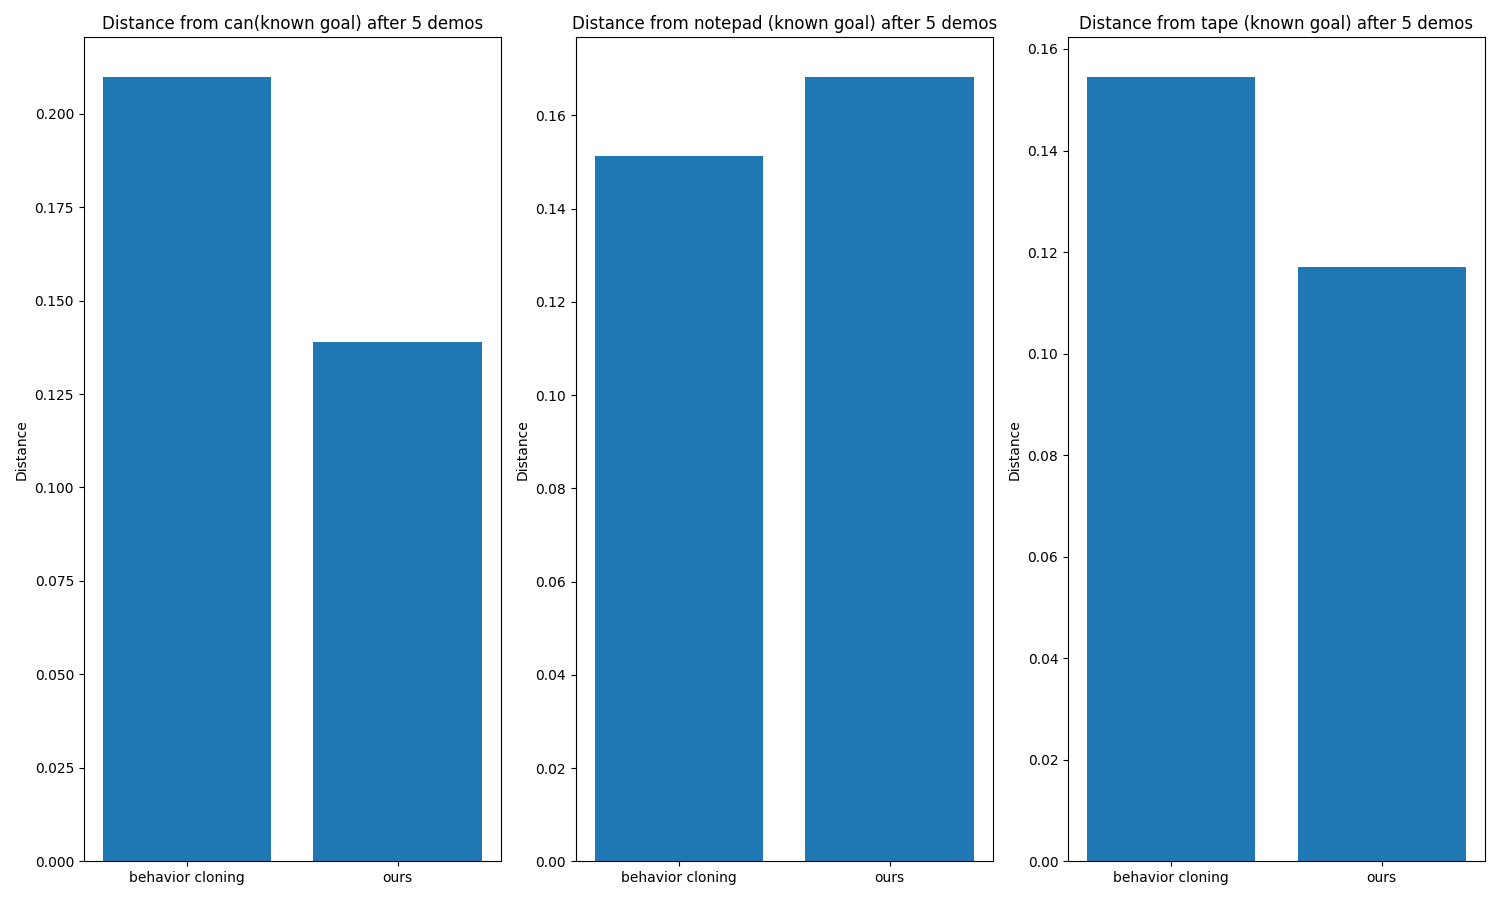 Distance from can(known goal) after 5 demos
0.200
0.175
0.150
0.125
0.100
0.075
0.050
0.025
0.000
Distance
behavior cloning
ours
Distance from notepad (known goal) after 5 demos
0.16
0.14
0.12
0.10
0.08
0.06
0.04
0.02
0.00
Distance
behavior cloning
ours
Distance from tape (known goal) after 5 demos
0.16
0.14
0.12
0.10
0.08
0.06
0.04
0.02
0.00
Distance
behavior cloning
ours